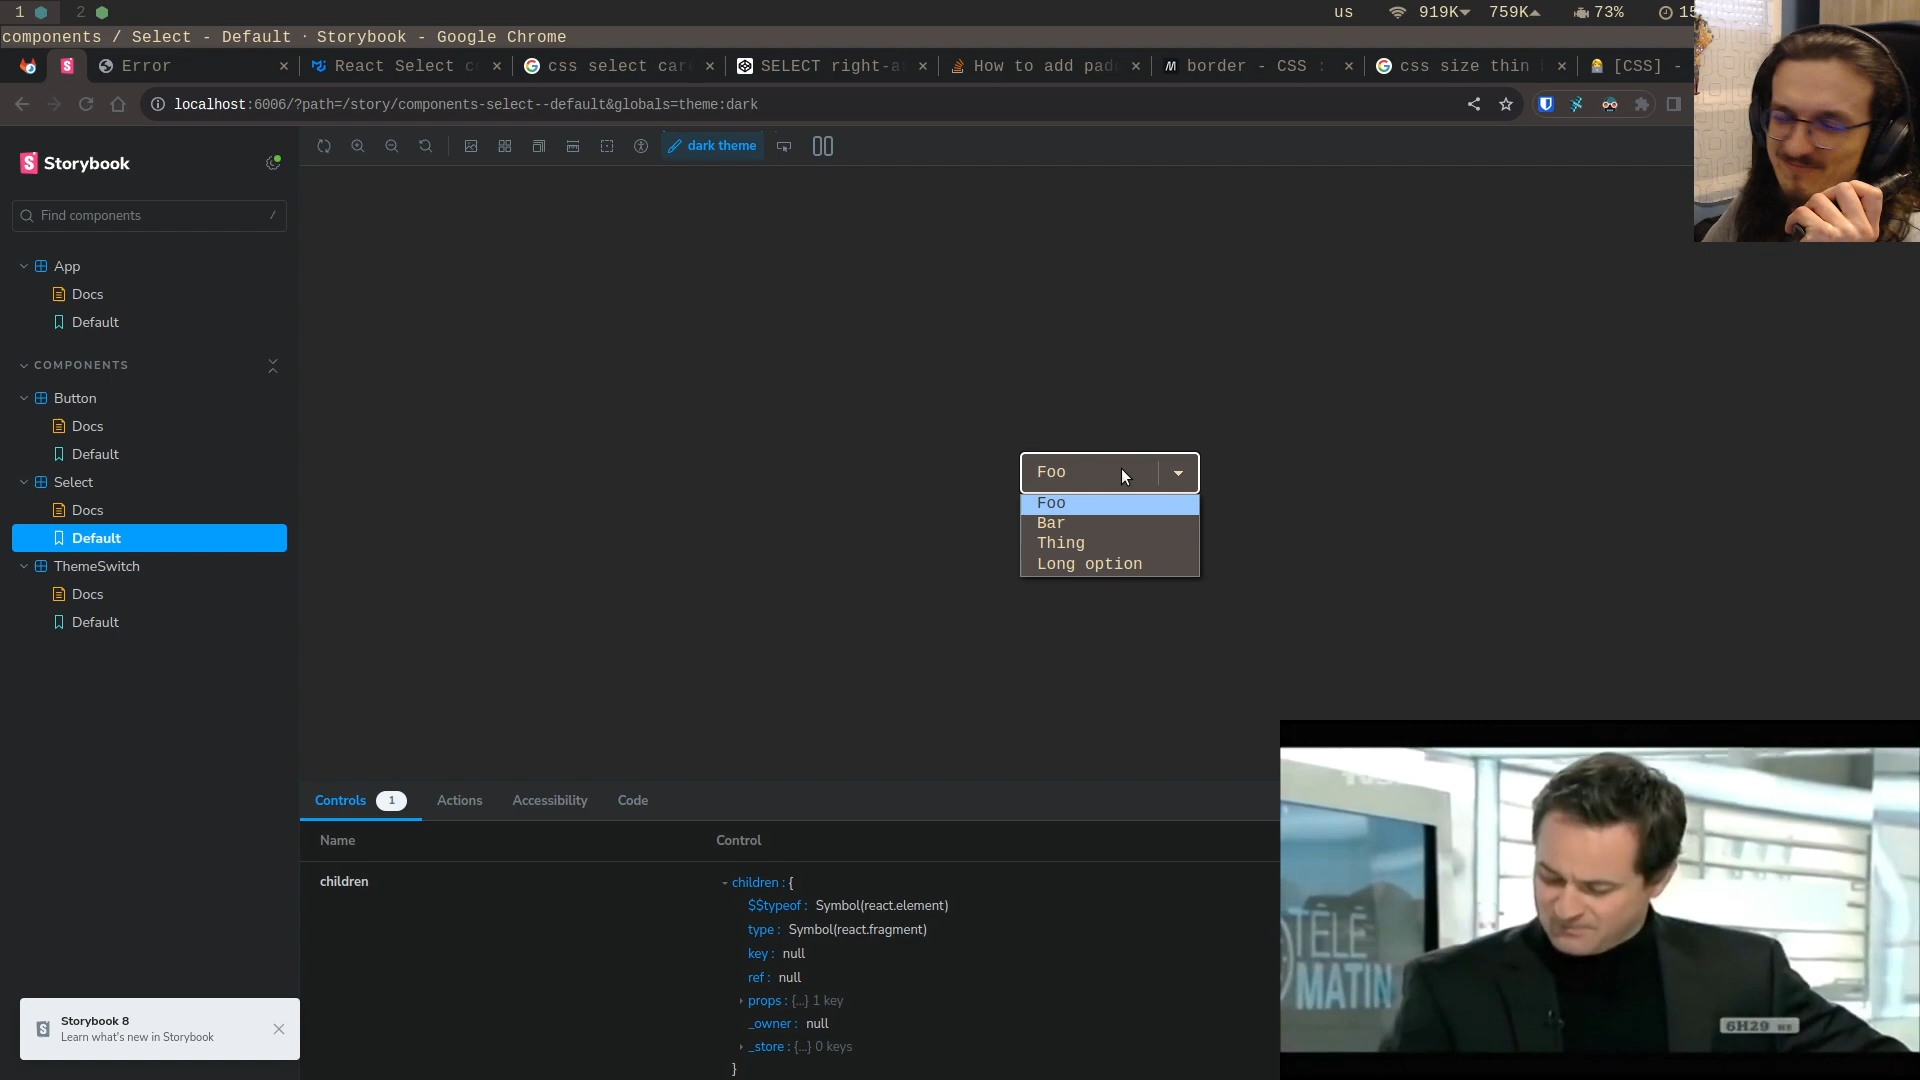 1 2 us 919K 759K 73% 15
components / Select - Default · Storybook - Google Chrome
Error × React Select c × css select car × SELECT right-a × How to add pad × border - CSS : × css size thin × [CSS] -
localhost:6006/?path=/story/components-select--default&globals=theme:dark
Storybook
dark theme
Find components /
App
Docs
Default
COMPONENTS
Button
Docs
Default
Select
Docs
Default
ThemeSwitch
Docs
Default
Foo
Foo
Bar
Thing
Long option
Controls 1 Actions Accessibility Code
Name Control
children
children : {
$$typeof : Symbol(react.element)
type : Symbol(react.fragment)
key : null
ref : null
props : {...} 1 key
_owner : null
_store : {...} 0 keys
}
Storybook 8
Learn what's new in Storybook
TÉLÉ
MATIN
6H29